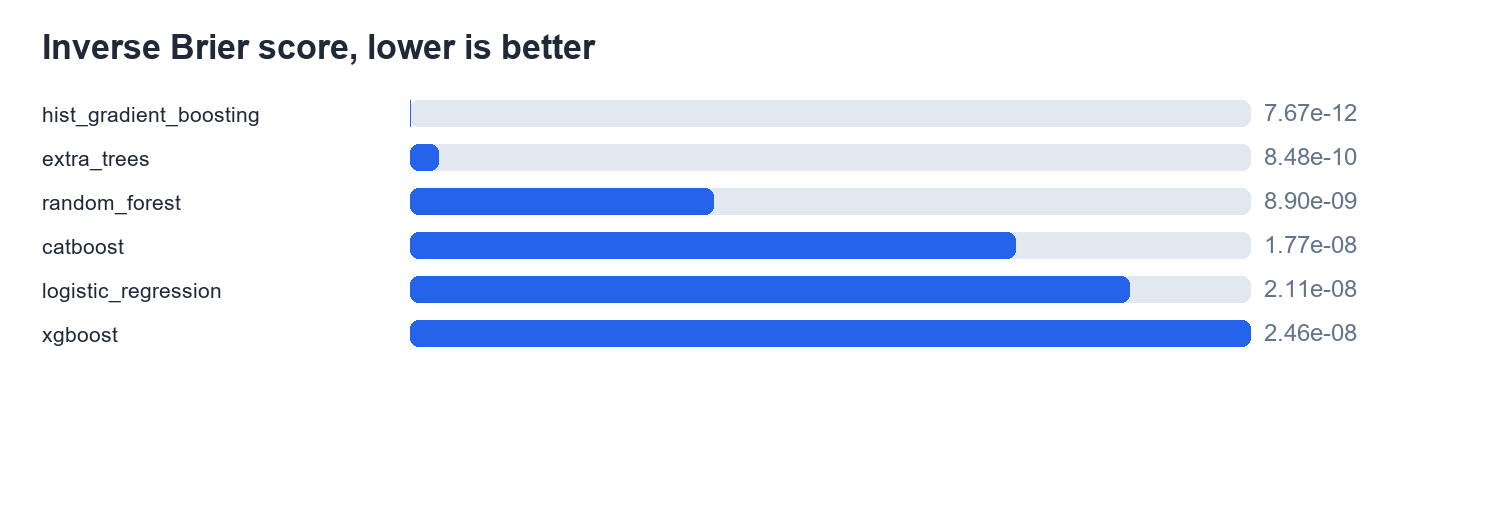 Inverse Brier score, lower is better
hist_gradient_boosting 7.67e-12
extra_trees 8.48e-10
random_forest 8.90e-09
catboost 1.77e-08
logistic_regression 2.11e-08
xgboost 2.46e-08